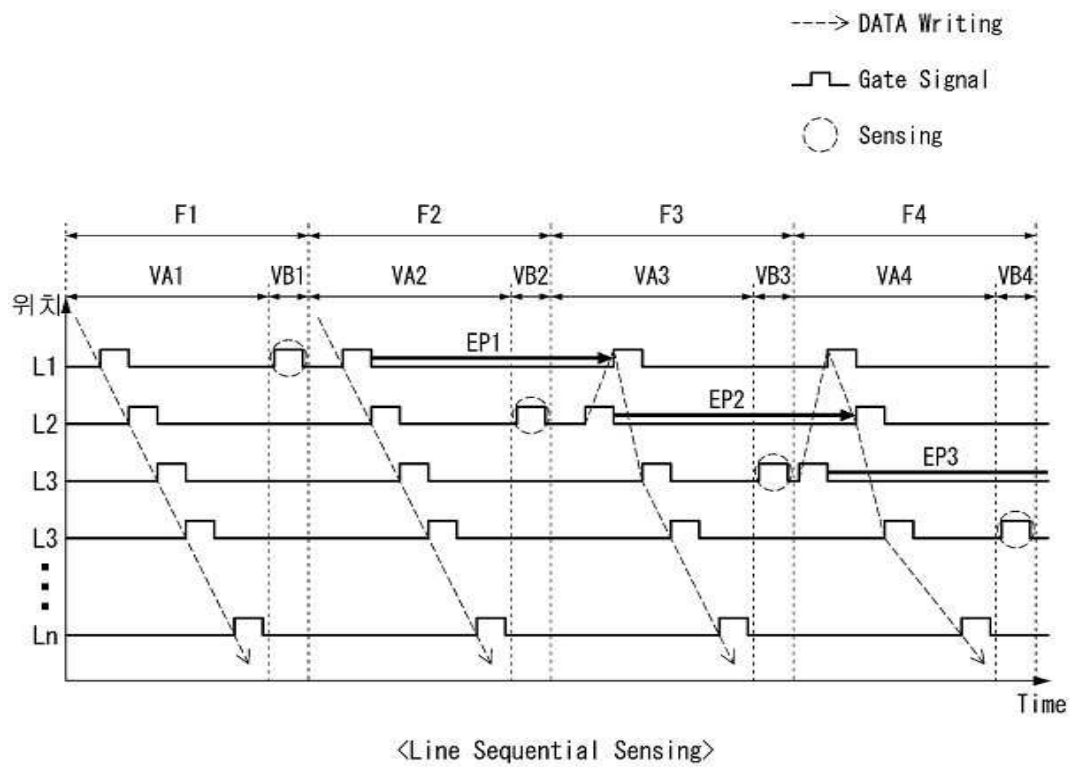 DATA Writing
Gate Signal
Sensing
F1 F2 F3 F4
VA1 VB1 VA2 VB2 VA3 VB3 VA4 VB4
위치
EP1
L1
EP2
L2
EP3
L3
L3
Ln
Time
<Line Sequential Sensing>